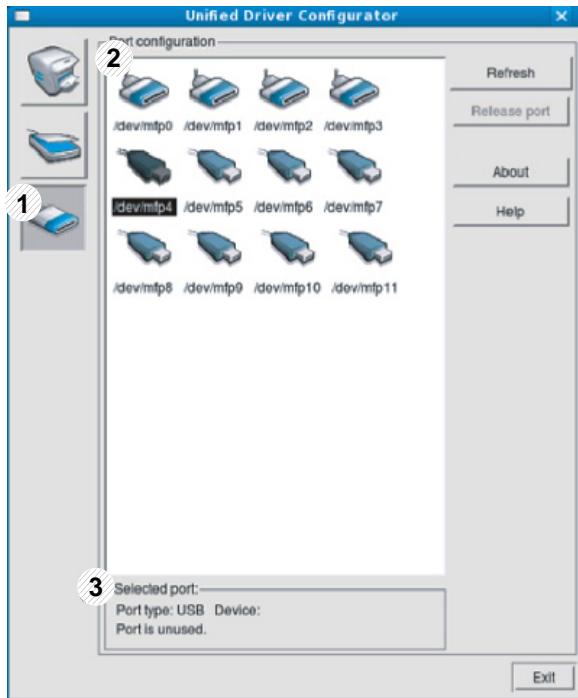 Unified Driver Configurator
Port configuration
2
/dev/mfp0 /dev/mfp1 /dev/mfp2 /dev/mfp3
1
/dev/mfp4 /dev/mfp5 /dev/mfp6 /dev/mfp7
/dev/mfp8 /dev/mfp9 /dev/mfp10 /dev/mfp11
Refresh
Release port
About
Help
3
Selected port:
Port type: USB Device:
Port is unused.
Exit